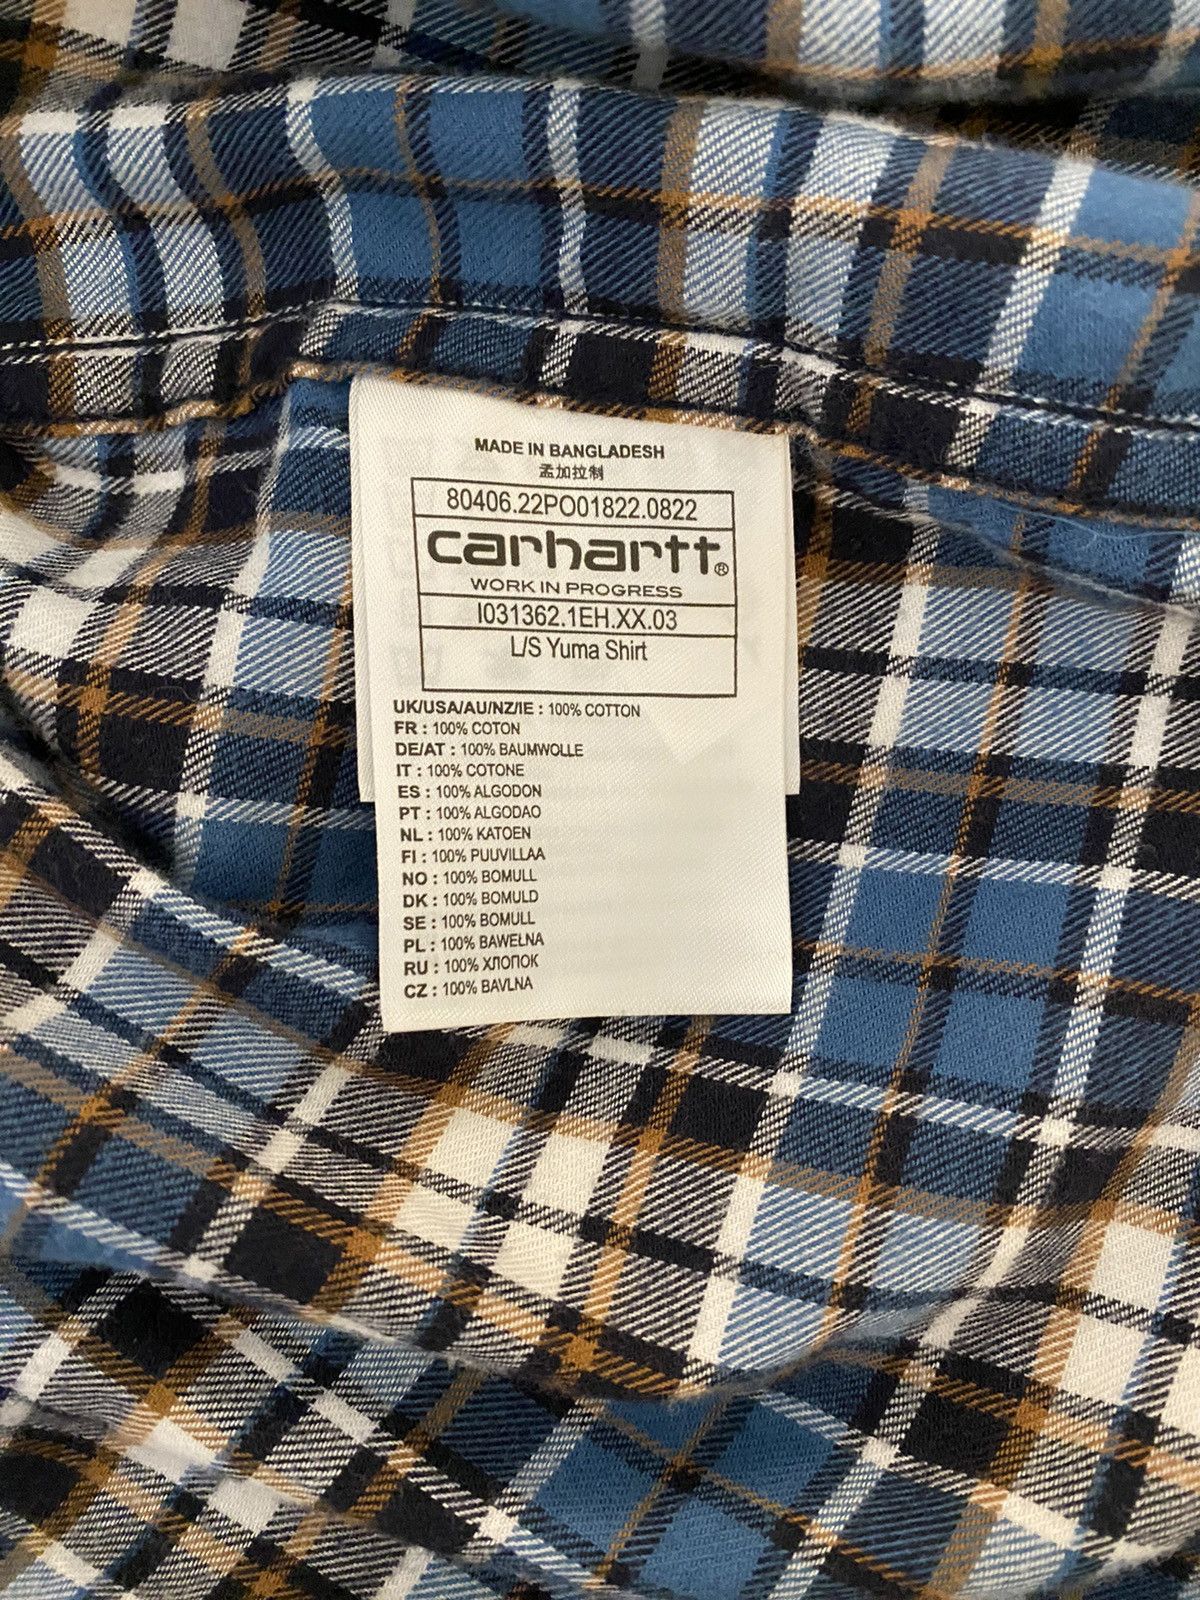 MADE IN BANGLADESH
孟加拉制
80406.22PO01822.0822
carhartt®
WORK IN PROGRESS
I031362.1EH.XX.03
L/S Yuma Shirt
UK/USA/AU/NZ/IE : 100% COTTON
FR : 100% COTON
DE/AT : 100% BAUMWOLLE
IT : 100% COTONE
ES : 100% ALGODON
PT : 100% ALGODAO
NL : 100% KATOEN
FI : 100% PUUVILLAA
NO : 100% BOMULL
DK : 100% BOMULD
SE : 100% BOMULL
PL : 100% BAWEŁNA
RU : 100% ХЛОПОК
CZ : 100% BAVLNA